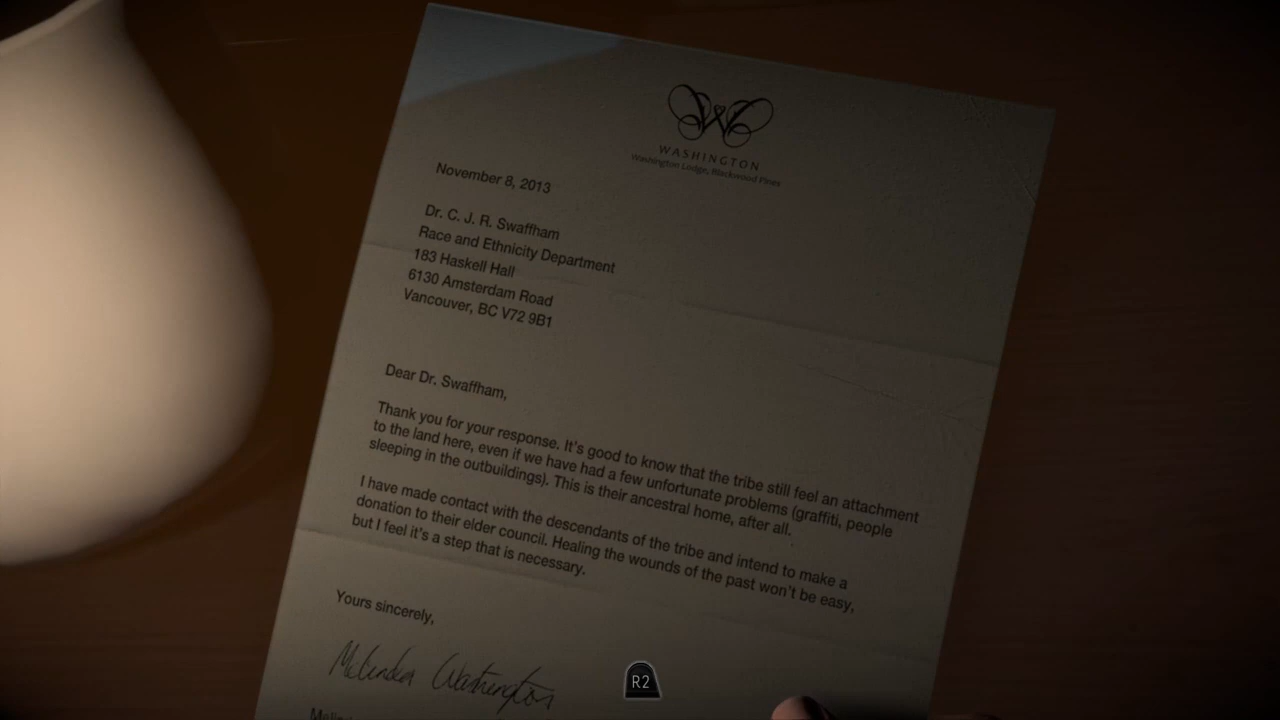 W
WASHINGTON
Washington Lodge, Blackwood Pines
November 8, 2013
Dr. C. J. R. Swaffham
Race and Ethnicity Department
183 Haskell Hall
6130 Amsterdam Road
Vancouver, BC V72 9B1
Dear Dr. Swaffham,
Thank you for your response. It's good to know that the tribe still feel an attachment
to the land here, even if we have had a few unfortunate problems (graffiti, people
sleeping in the outbuildings). This is their ancestral home, after all.
I have made contact with the descendants of the tribe and intend to make a
donation to their elder council. Healing the wounds of the past won't be easy,
but I feel it's a step that is necessary.
Yours sincerely,
Melinda Washington
R2